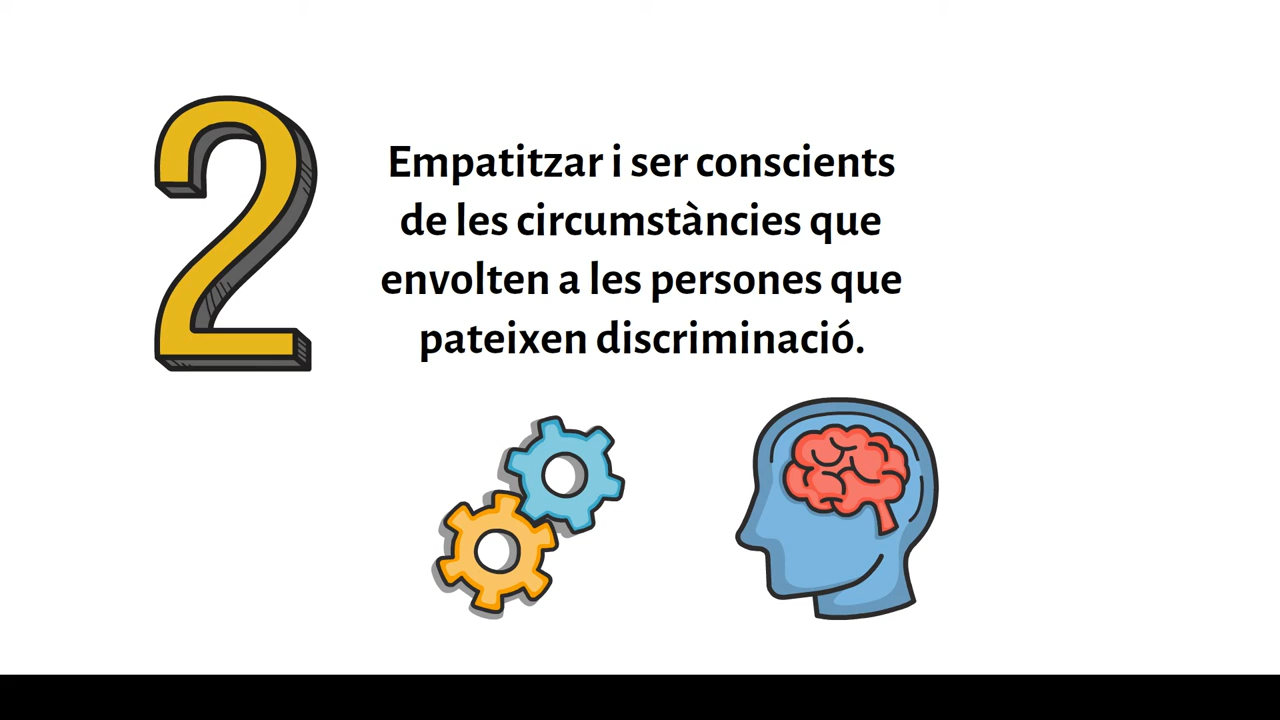 2
Empatitzar i ser conscients
de les circumstàncies que
envolten a les persones que
pateixen discriminació.